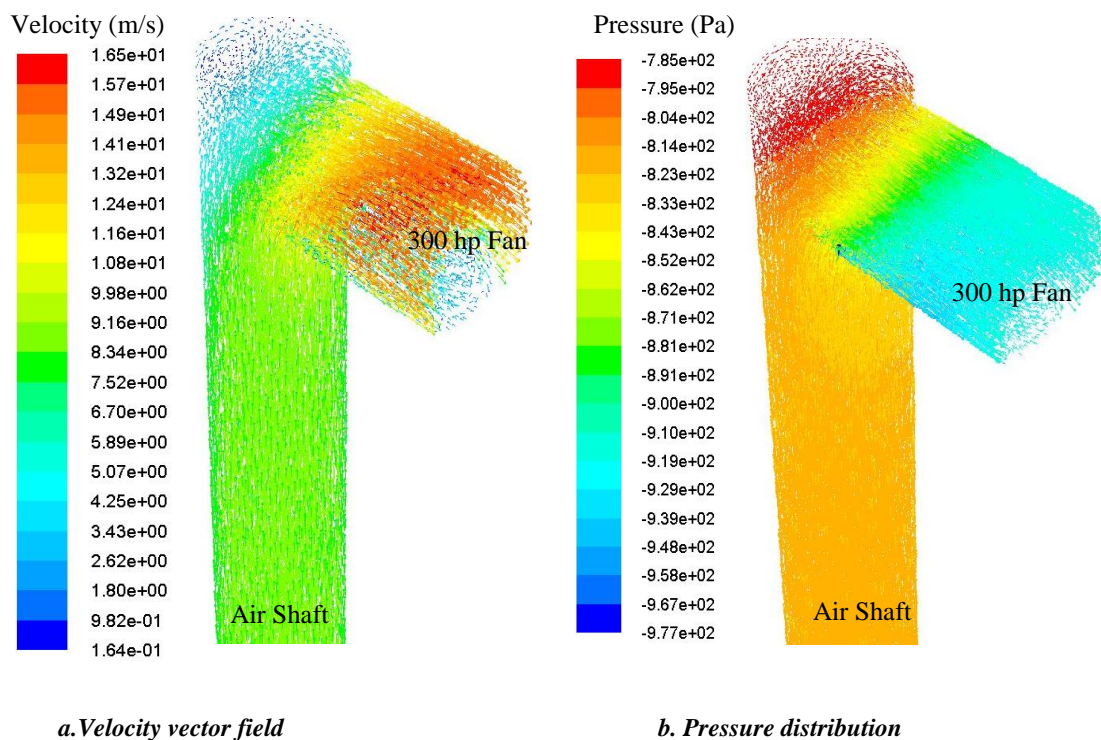 Velocity (m/s)
1.65e+01
1.57e+01
1.49e+01
1.41e+01
1.32e+01
1.24e+01
1.16e+01
1.08e+01
9.98e+00
9.16e+00
8.34e+00
7.52e+00
6.70e+00
5.89e+00
5.07e+00
4.25e+00
3.43e+00
2.62e+00
1.80e+00
9.82e-01
1.64e-01
300 hp Fan
Air Shaft
a.Velocity vector field
Pressure (Pa)
-7.85e+02
-7.95e+02
-8.04e+02
-8.14e+02
-8.23e+02
-8.33e+02
-8.43e+02
-8.52e+02
-8.62e+02
-8.71e+02
-8.81e+02
-8.91e+02
-9.00e+02
-9.10e+02
-9.19e+02
-9.29e+02
-9.39e+02
-9.48e+02
-9.58e+02
-9.67e+02
-9.77e+02
300 hp Fan
Air Shaft
b. Pressure distribution